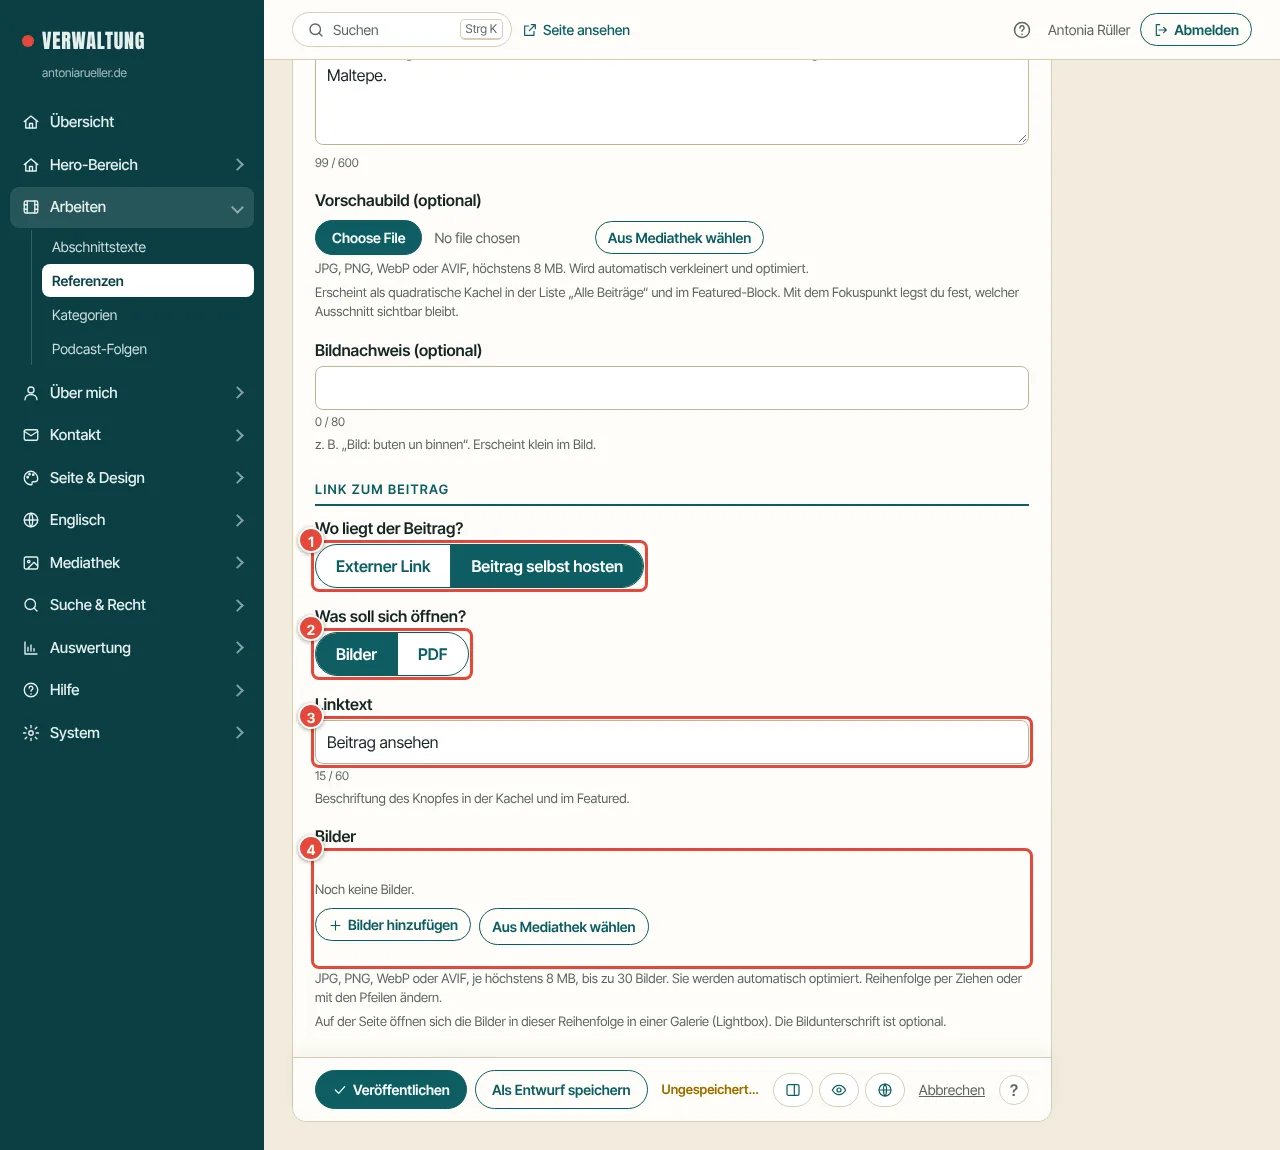 VERWALTUNG
antoniarueller.de
Übersicht
Hero-Bereich
Arbeiten
Abschnittstexte
Referenzen
Kategorien
Podcast-Folgen
Über mich
Kontakt
Seite & Design
Englisch
Mediathek
Suche & Recht
Auswertung
Hilfe
System
Suchen
Strg K
Seite ansehen
Antonia Rüller
Abmelden
Maltepe.
99 / 600
Vorschaubild (optional)
Choose File
No file chosen
Aus Mediathek wählen
JPG, PNG, WebP oder AVIF, höchstens 8 MB. Wird automatisch verkleinert und optimiert.
Erscheint als quadratische Kachel in der Liste „Alle Beiträge“ und im Featured-Block. Mit dem Fokuspunkt legst du fest, welcher
Ausschnitt sichtbar bleibt.
Bildnachweis (optional)
0 / 80
z. B. „Bild: buten un binnen“. Erscheint klein im Bild.
LINK ZUM BEITRAG
Wo liegt der Beitrag?
1
Externer Link
Beitrag selbst hosten
Was soll sich öffnen?
2
Bilder
PDF
Linktext
3
Beitrag ansehen
15 / 60
Beschriftung des Knopfes in der Kachel und im Featured.
Bilder
4
Noch keine Bilder.
Bilder hinzufügen
Aus Mediathek wählen
JPG, PNG, WebP oder AVIF, je höchstens 8 MB, bis zu 30 Bilder. Sie werden automatisch optimiert. Reihenfolge per Ziehen oder
mit den Pfeilen ändern.
Auf der Seite öffnen sich die Bilder in dieser Reihenfolge in einer Galerie (Lightbox). Die Bildunterschrift ist optional.
Veröffentlichen
Als Entwurf speichern
Ungespeichert…
Abbrechen
?